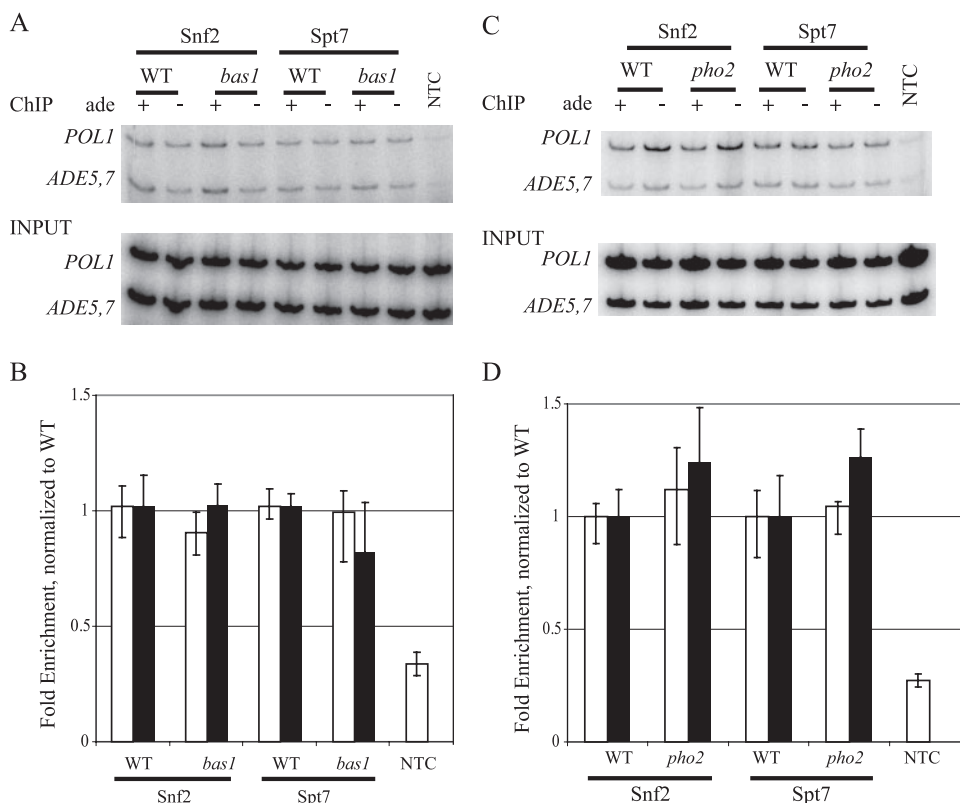 A
Snf2 Spt7
WT bas1 WT bas1 NTC
ChIP ade + - + - + - + -
POL1
ADE5,7
INPUT
POL1
ADE5,7
C
Snf2 Spt7
WT pho2 WT pho2 NTC
ChIP ade + - + - + - + -
POL1
ADE5,7
INPUT
POL1
ADE5,7
B
Fold Enrichment, normalized to WT
1.5
1
0.5
0
WT bas1 WT bas1 NTC
Snf2 Spt7
D
Fold Enrichment, normalized to WT
1.5
1
0.5
0
WT pho2 WT pho2 NTC
Snf2 Spt7